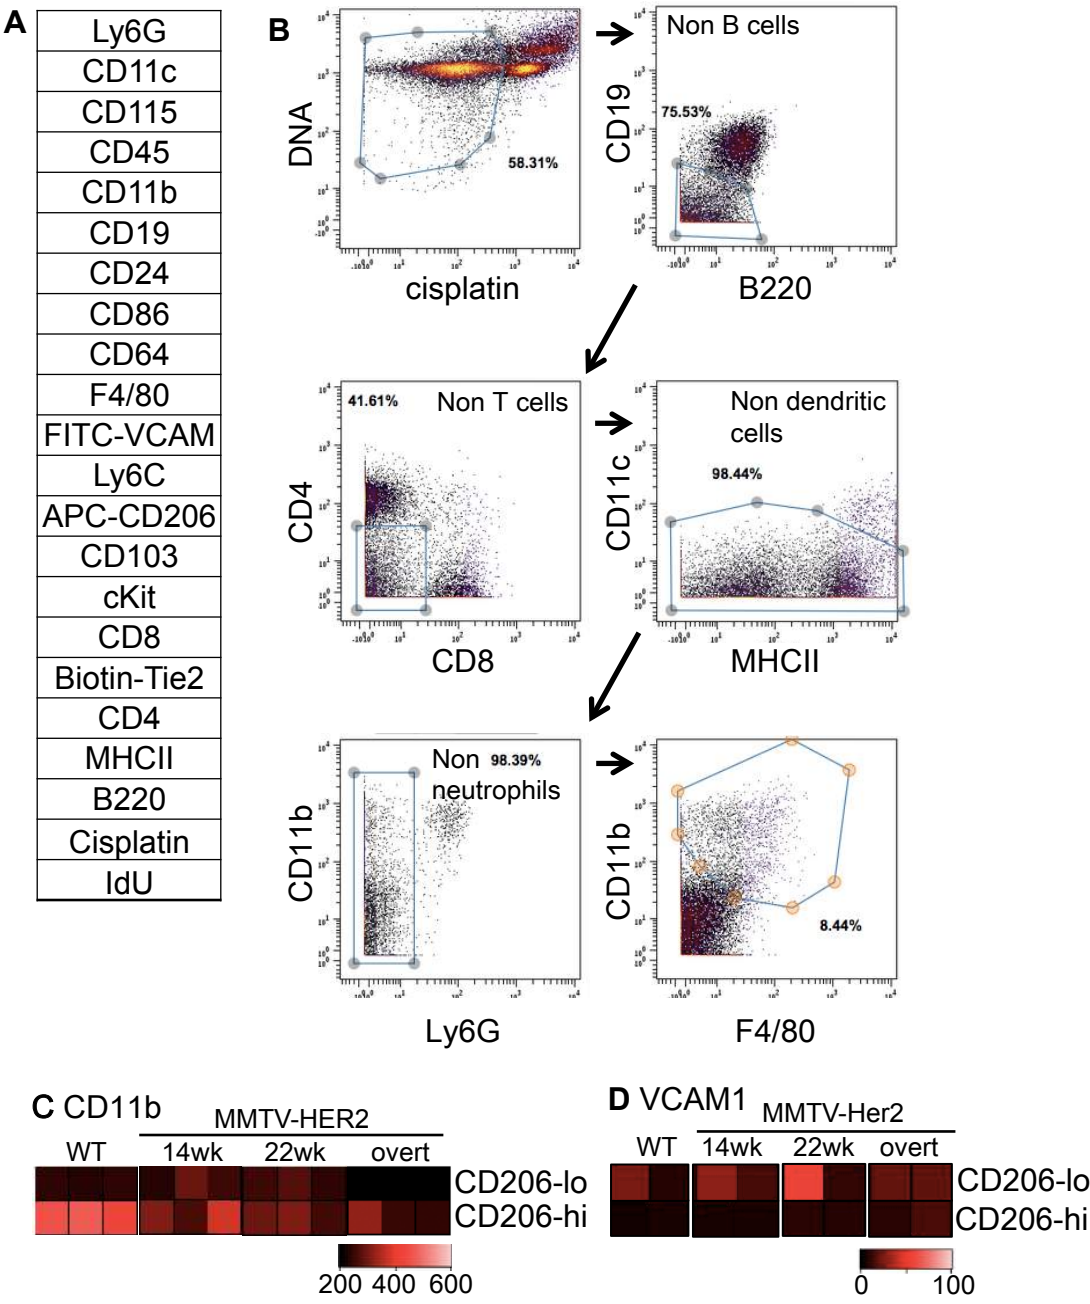 A
Ly6G
CD11c
CD115
CD45
CD11b
CD19
CD24
CD86
CD64
F4/80
FITC-VCAM
Ly6C
APC-CD206
CD103
cKit
CD8
Biotin-Tie2
CD4
MHCII
B220
Cisplatin
IdU
B
DNA
58.31%
cisplatin
Non B cells
CD19
75.53%
B220
41.61%
Non T cells
CD4
CD8
Non dendritic
cells
98.44%
CD11c
MHCII
Non 98.39%
neutrophils
CD11b
Ly6G
CD11b
8.44%
F4/80
C CD11b
MMTV-HER2
WT 14wk 22wk overt
CD206-lo
CD206-hi
200 400 600
D VCAM1
MMTV-Her2
WT 14wk 22wk overt
CD206-lo
CD206-hi
0 100